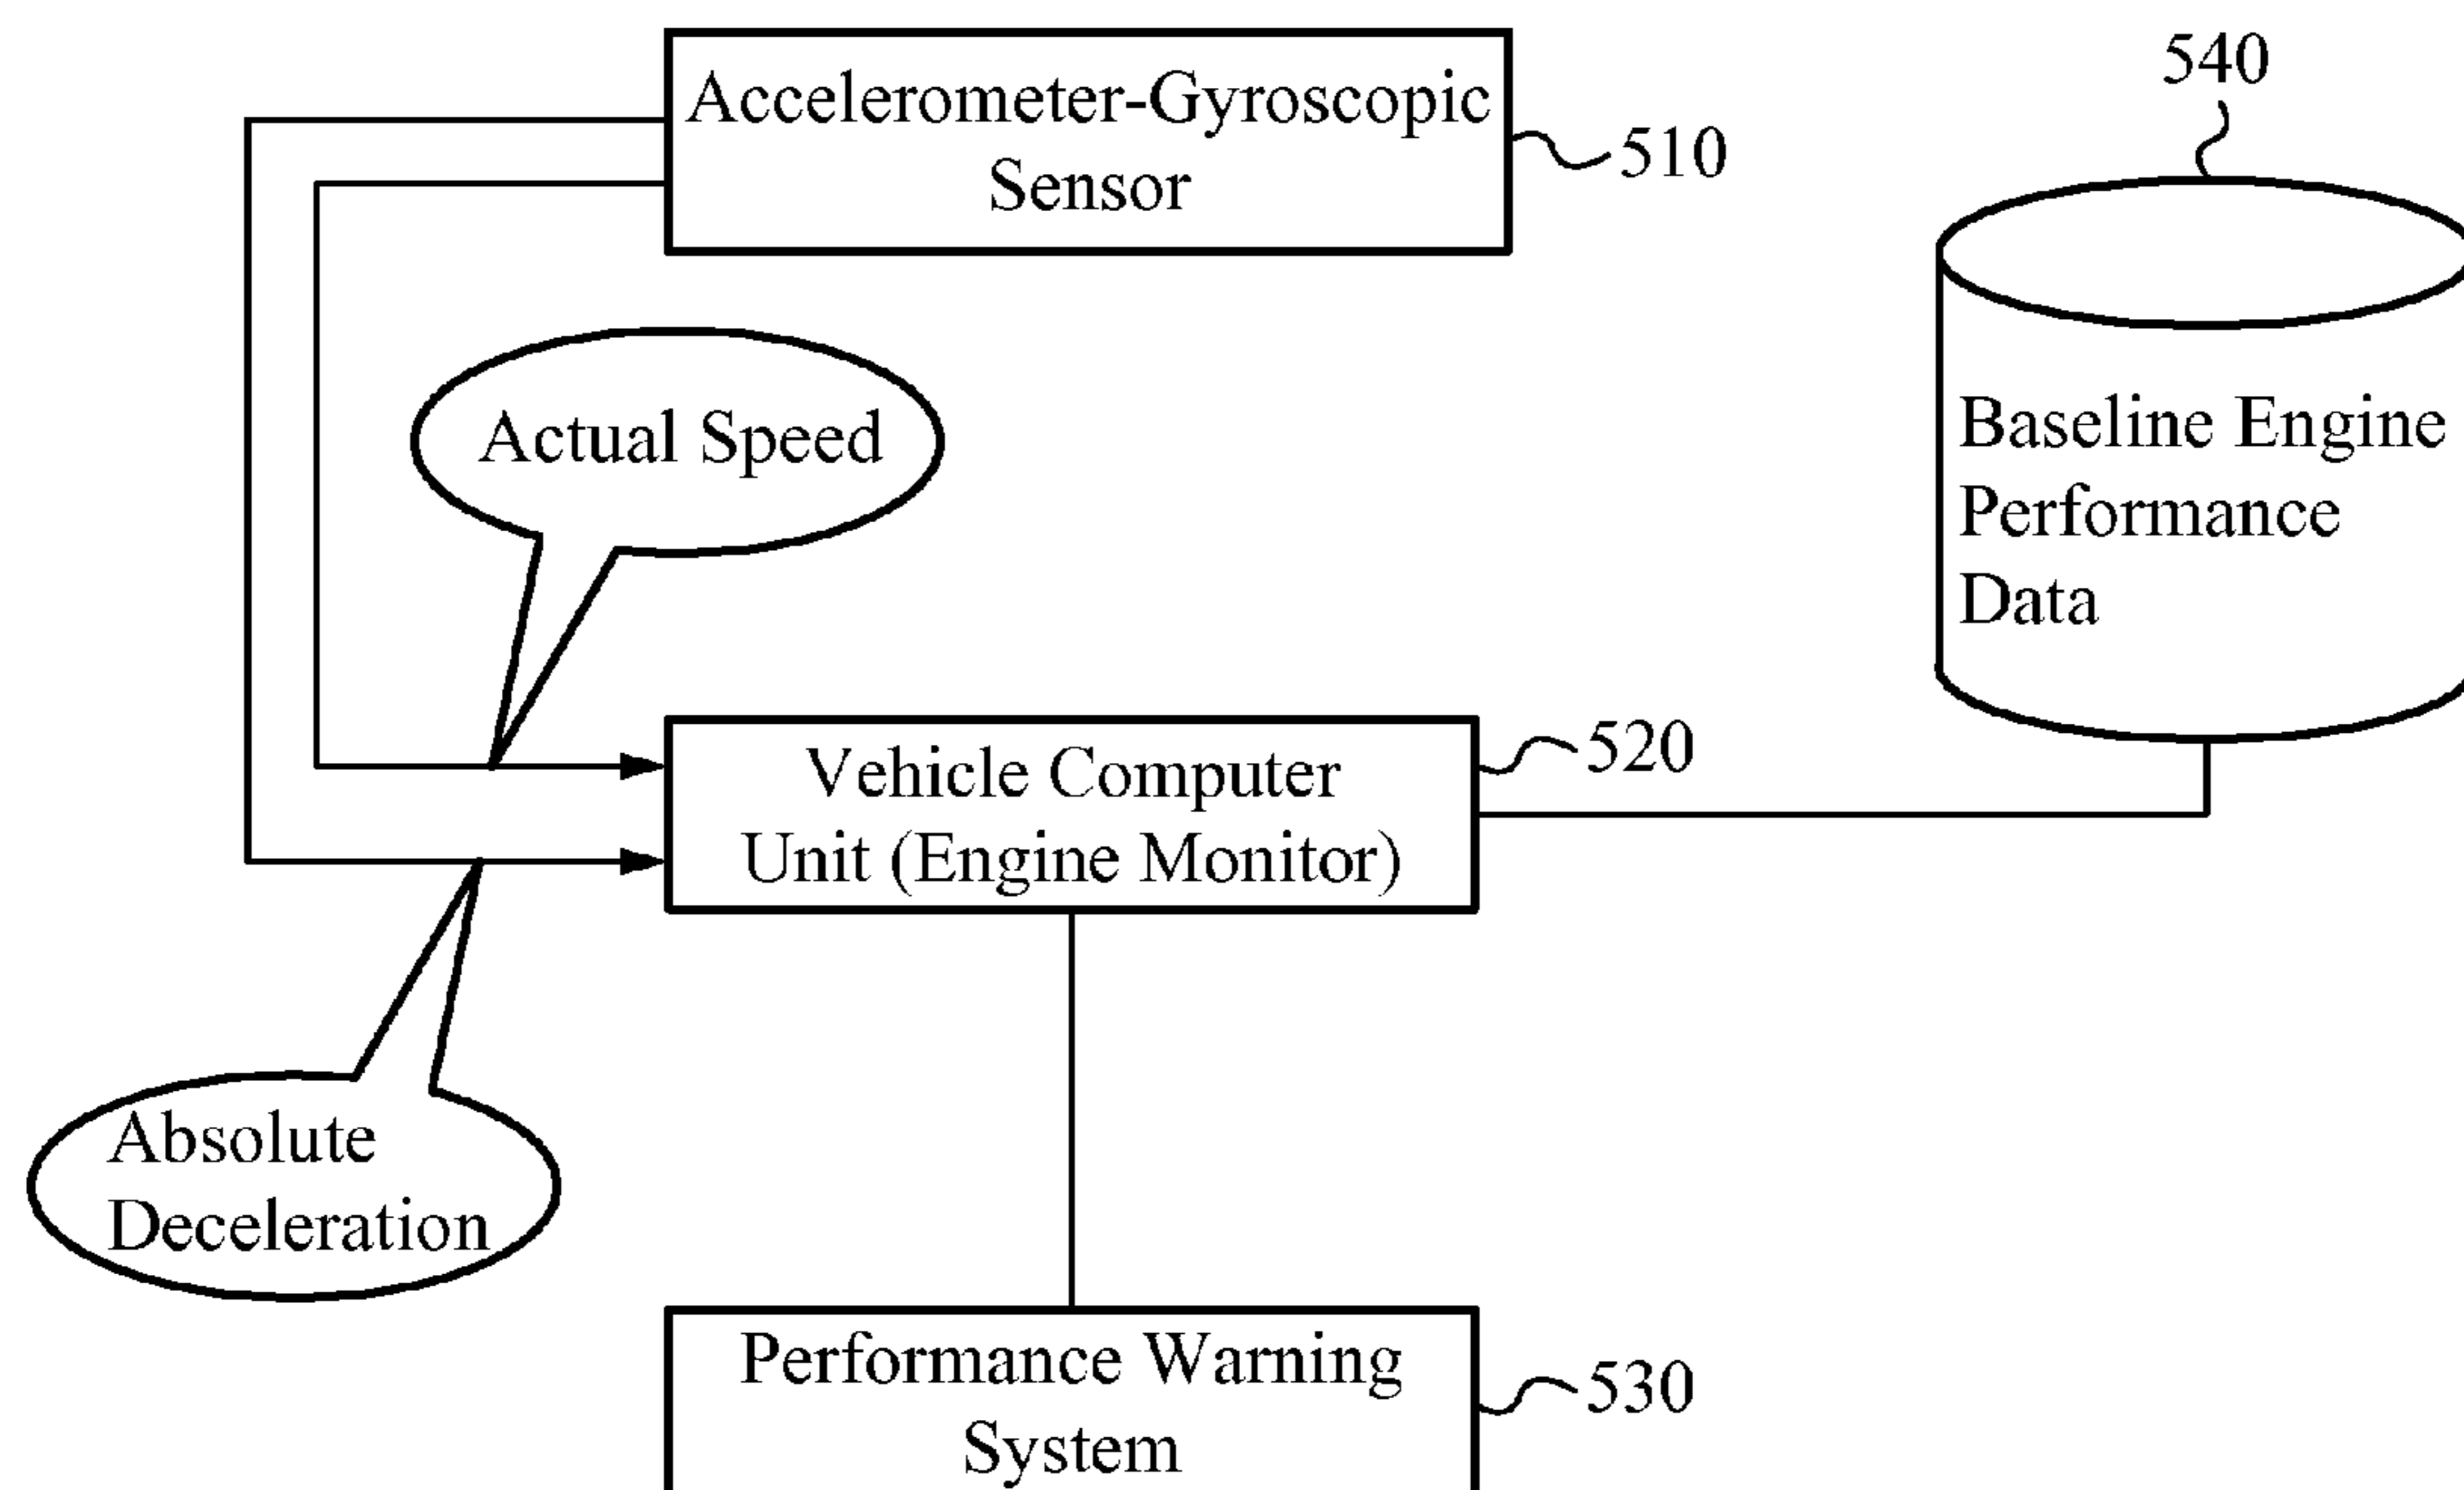 Accelerometer-Gyroscopic
Sensor
510
540
Actual Speed
Baseline Engine
Performance
Data
Vehicle Computer
Unit (Engine Monitor)
520
Absolute
Deceleration
Performance Warning
System
530